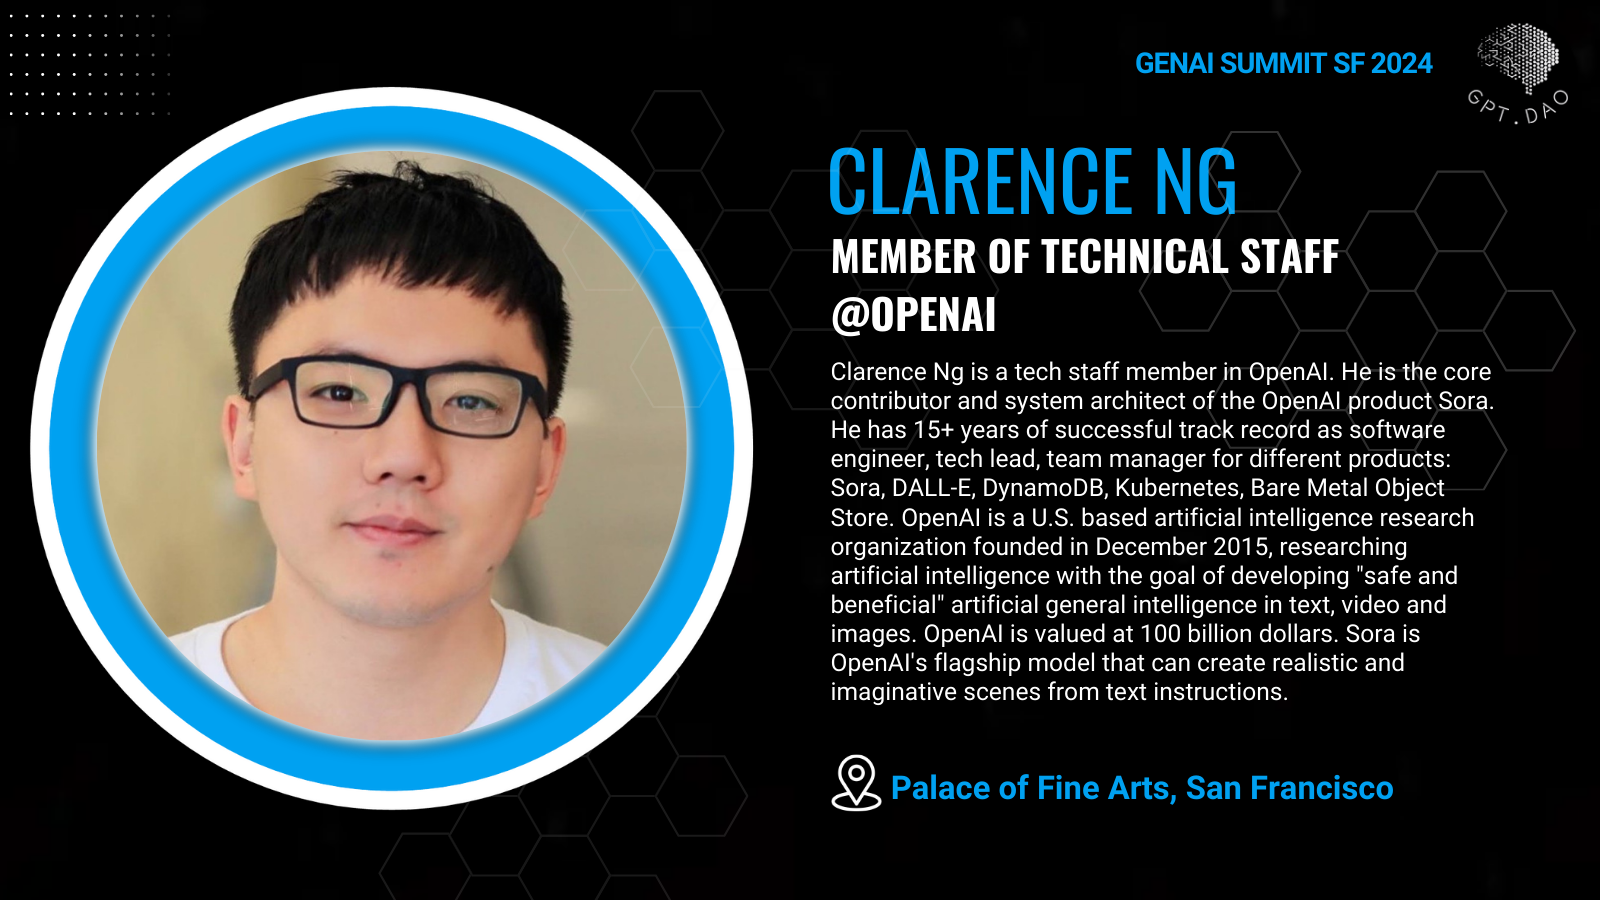 GENAI SUMMIT SF 2024
GPT.DAO
CLARENCE NG
MEMBER OF TECHNICAL STAFF
@OPENAI
Clarence Ng is a tech staff member in OpenAI. He is the core
contributor and system architect of the OpenAI product Sora.
He has 15+ years of successful track record as software
engineer, tech lead, team manager for different products:
Sora, DALL-E, DynamoDB, Kubernetes, Bare Metal Object
Store. OpenAI is a U.S. based artificial intelligence research
organization founded in December 2015, researching
artificial intelligence with the goal of developing "safe and
beneficial" artificial general intelligence in text, video and
images. OpenAI is valued at 100 billion dollars. Sora is
OpenAI's flagship model that can create realistic and
imaginative scenes from text instructions.
Palace of Fine Arts, San Francisco